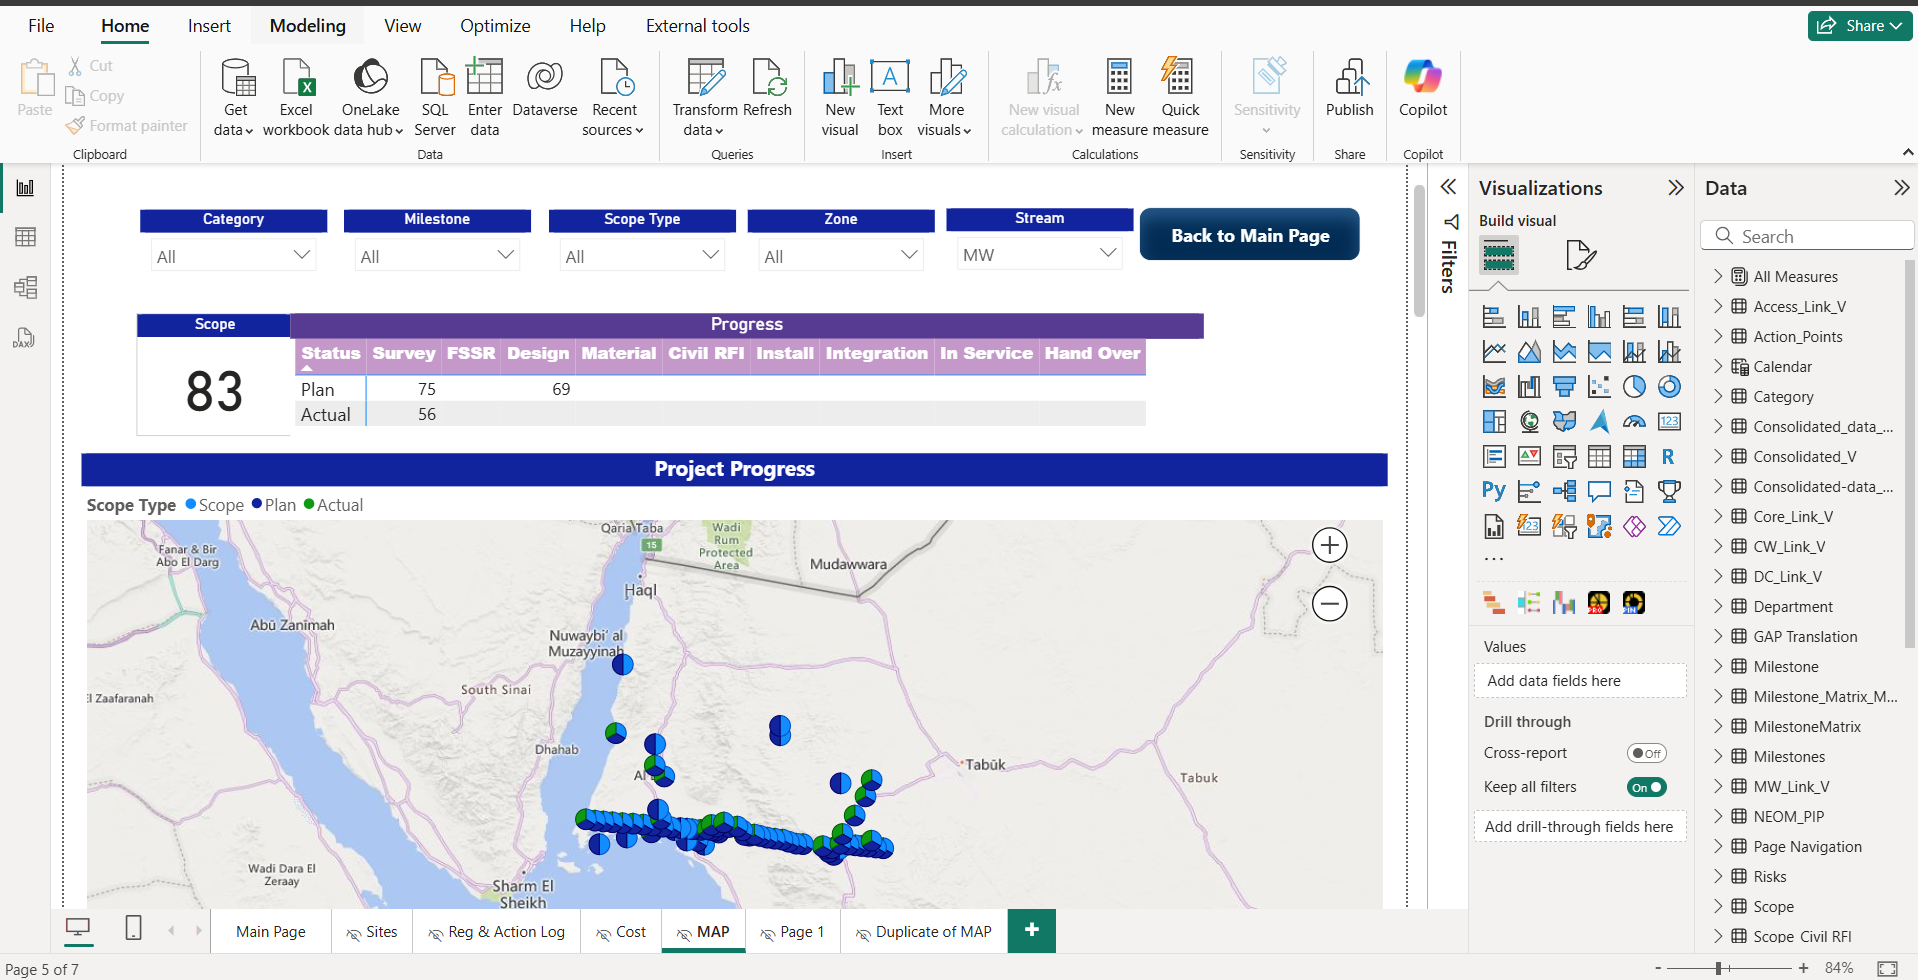 File Home Insert Modeling View Optimize Help External tools Share
Paste
Cut
Copy
Format painter
Clipboard
Get data
Excel workbook
OneLake data hub
SQL Server
Enter data
Dataverse
Recent sources
Data
Transform data
Refresh
Queries
New visual
Text box
More visuals
Insert
New visual calculation
New measure
Quick measure
Calculations
Sensitivity
Sensitivity
Publish
Share
Copilot
Copilot
Category
All
Milestone
All
Scope Type
All
Zone
All
Stream
MW
Back to Main Page
Scope
83
Progress
Status Survey FSSR Design Material Civil RFI Install Integration In Service Hand Over
Plan 75 69
Actual 56
Project Progress
Scope Type Scope Plan Actual
Qaria Taba
15
Wadi Rum Protected Area
Mudawwara
Fanar & Bir Abo El Darg
Haql
Abū Zanīmah
Nuwaybi' al Muzayyinah
South Sinai
El Zaafaranah
Dhahab
Tabūk
Tabuk
Wadi Dara El Zeraay
Sharm El Sheikh
Filters
Visualizations
Build visual
123
R
Py
123
PRO
PIN
Values
Add data fields here
Drill through
Cross-report Off
Keep all filters On
Add drill-through fields here
Data
Search
All Measures
Access_Link_V
Action_Points
Calendar
Category
Consolidated_data_...
Consolidated_V
Consolidated-data_...
Core_Link_V
CW_Link_V
DC_Link_V
Department
GAP Translation
Milestone
Milestone_Matrix_M...
MilestoneMatrix
Milestones
MW_Link_V
NEOM_PIP
Page Navigation
Risks
Scope
Scope Civil RFI
DAX
Main Page Sites Reg & Action Log Cost MAP Page 1 Duplicate of MAP +
Page 5 of 7
- + 84%